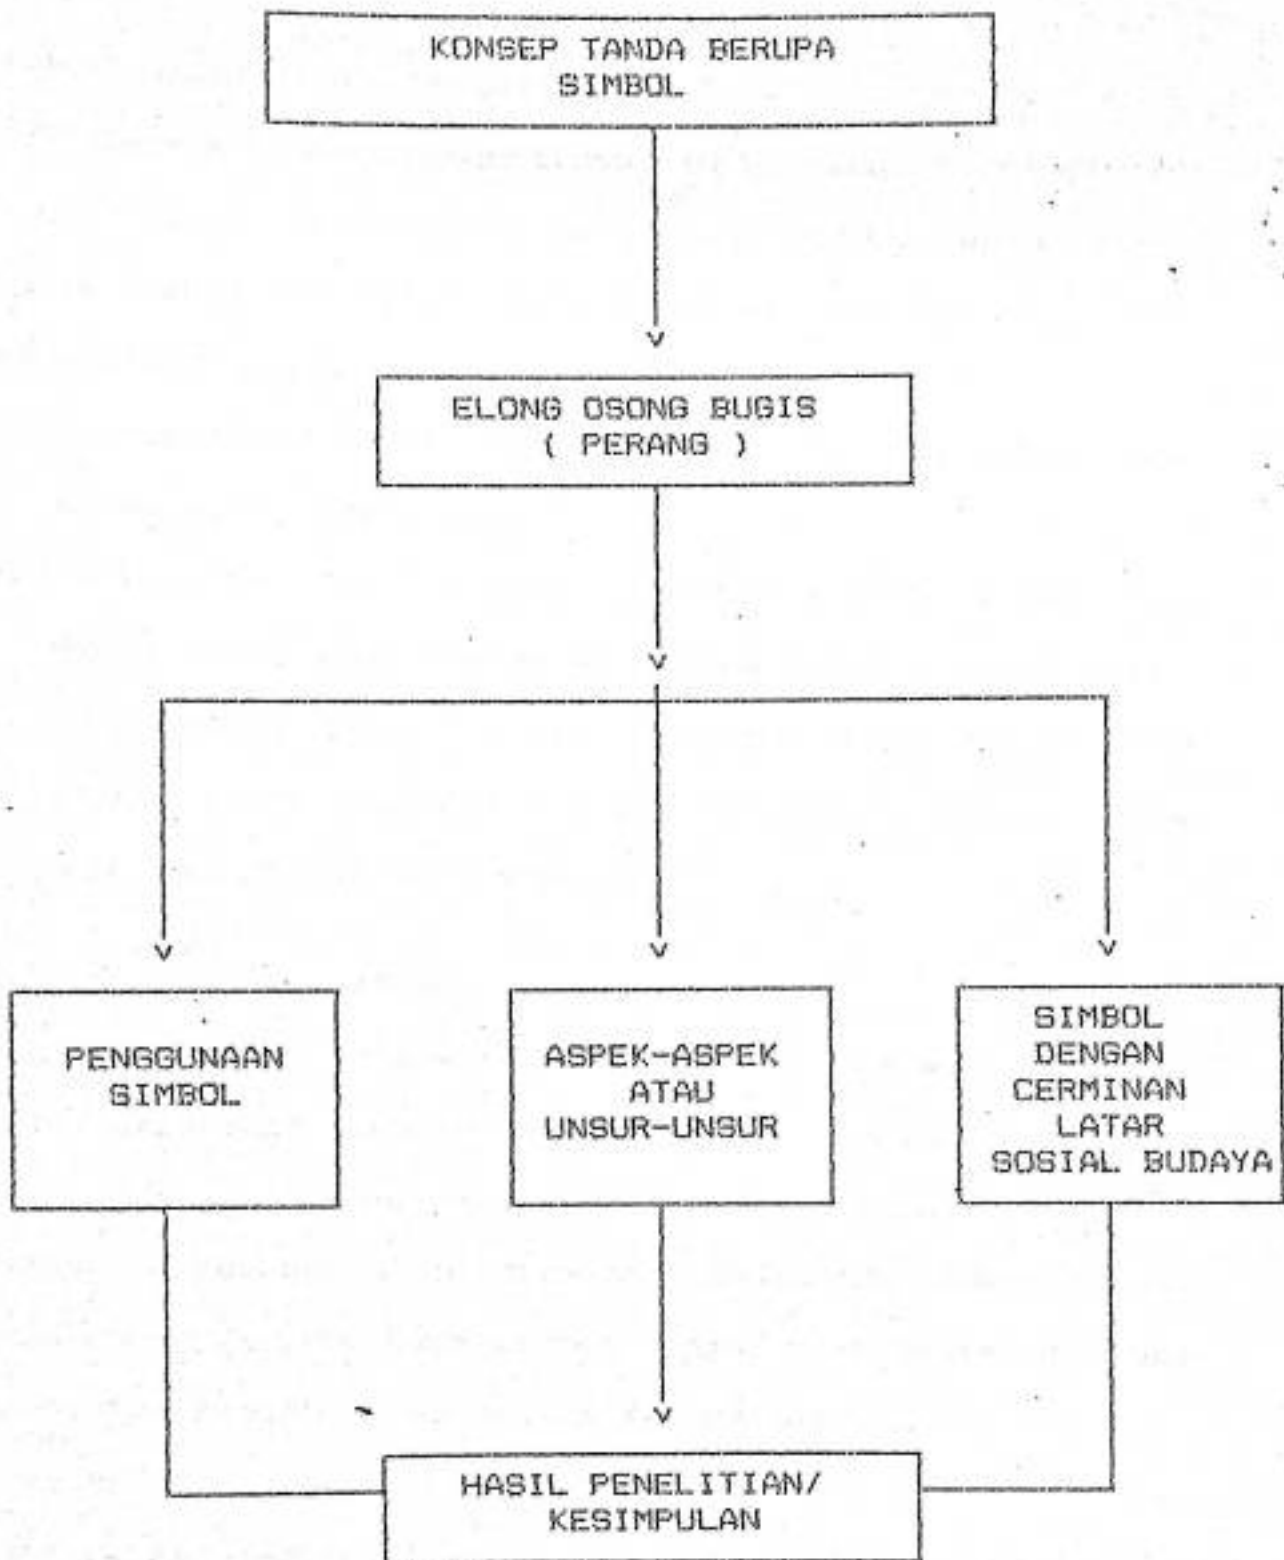 KONSEP TANDA BERUPA
SIMBOL
ELONG OSONG BUGIS
( PERANG )
PENGGUNAAN
SIMBOL
ASPEK-ASPEK
ATAU
UNSUR-UNSUR
SIMBOL
DENGAN
CERMINAN
LATAR
SOSIAL BUDAYA
HASIL PENELITIAN/
KESIMPULAN